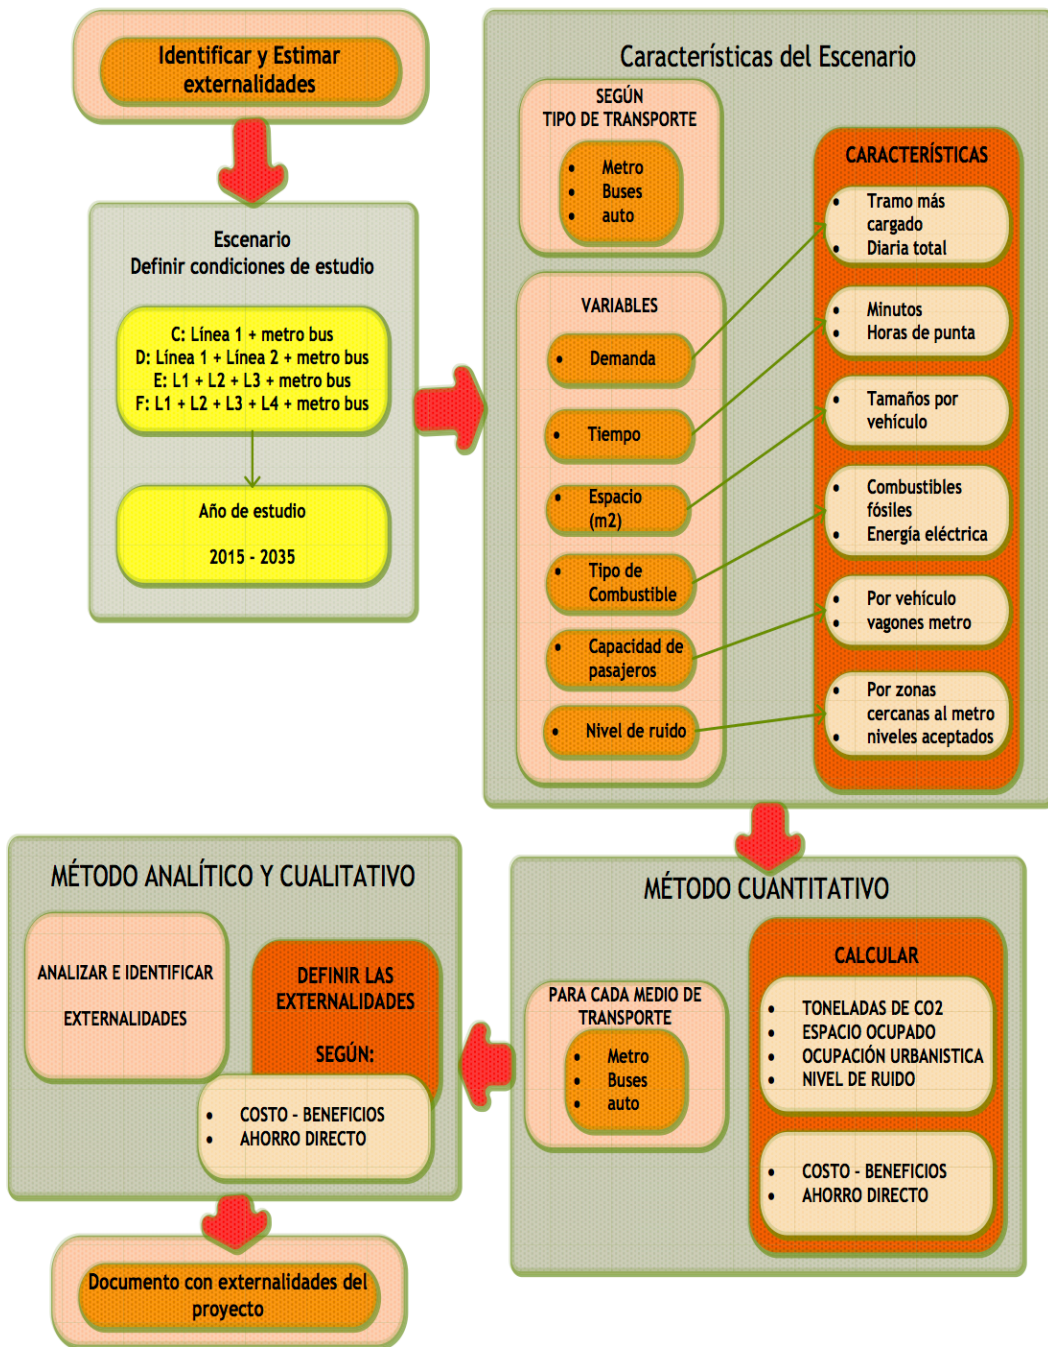 Identificar y Estimar
externalidades
Escenario
Definir condiciones de estudio
C: Línea 1 + metro bus
D: Línea 1 + Línea 2 + metro bus
E: L1 + L2 + L3 + metro bus
F: L1 + L2 + L3 + L4 + metro bus
Año de estudio
2015 - 2035
Características del Escenario
SEGÚN
TIPO DE TRANSPORTE
• Metro
• Buses
• auto
VARIABLES
• Demanda
• Tiempo
• Espacio
(m2)
• Tipo de
Combustible
• Capacidad de
pasajeros
• Nivel de ruido
CARACTERÍSTICAS
• Tramo más
cargado
• Diaria total
• Minutos
• Horas de punta
• Tamaños por
vehículo
• Combustibles
fósiles
• Energía eléctrica
• Por vehículo
• vagones metro
• Por zonas
cercanas al metro
• niveles aceptados
MÉTODO CUANTITATIVO
PARA CADA MEDIO DE
TRANSPORTE
• Metro
• Buses
• auto
CALCULAR
• TONELADAS DE CO2
• ESPACIO OCUPADO
• OCUPACIÓN URBANISTICA
• NIVEL DE RUIDO
• COSTO - BENEFICIOS
• AHORRO DIRECTO
MÉTODO ANALÍTICO Y CUALITATIVO
ANALIZAR E IDENTIFICAR
EXTERNALIDADES
DEFINIR LAS
EXTERNALIDADES
SEGÚN:
• COSTO - BENEFICIOS
• AHORRO DIRECTO
Documento con externalidades del
proyecto